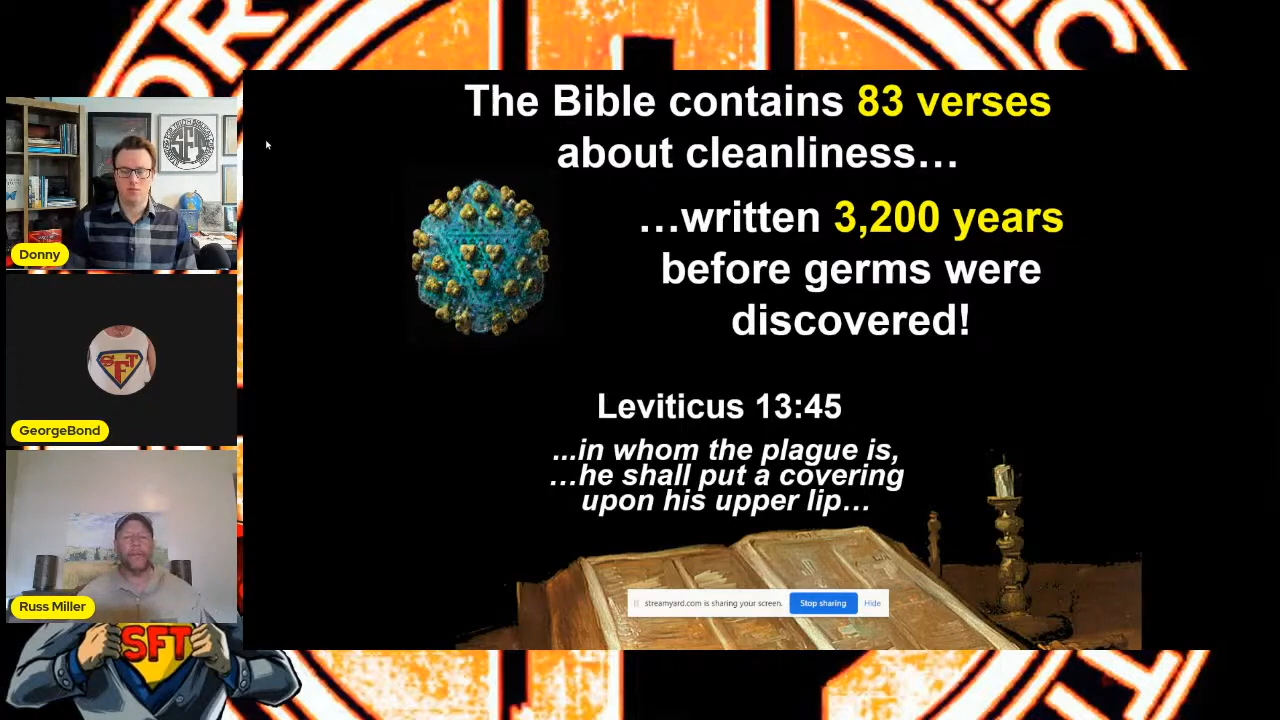 The Bible contains 83 verses
about cleanliness…
…written 3,200 years
before germs were
discovered!
Leviticus 13:45
...in whom the plague is,
…he shall put a covering
upon his upper lip…
streamyard.com is sharing your screen.
Stop sharing
Hide
SFT
Donny
SFT
GeorgeBond
Russ Miller
SFT